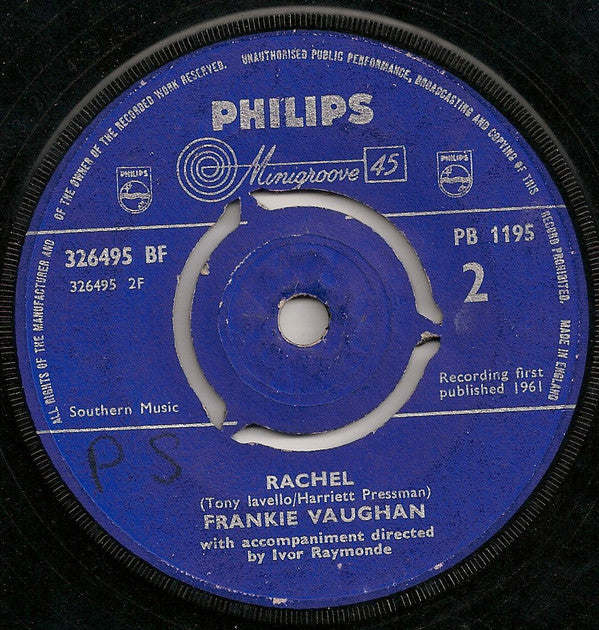 ALL RIGHTS OF THE MANUFACTURER AND OF THE OWNER OF THE RECORDED WORK RESERVED. UNAUTHORISED PUBLIC PERFORMANCE, BROADCASTING AND COPYING OF THIS RECORD PROHIBITED. MADE IN ENGLAND
PHILIPS
Minigroove 45
PHILIPS
PHILIPS
326495 BF
PB 1195
326495 2F
2
Recording first
published 1961
Southern Music
PS
RACHEL
(Tony Iavello/Harriett Pressman)
FRANKIE VAUGHAN
with accompaniment directed
by Ivor Raymonde